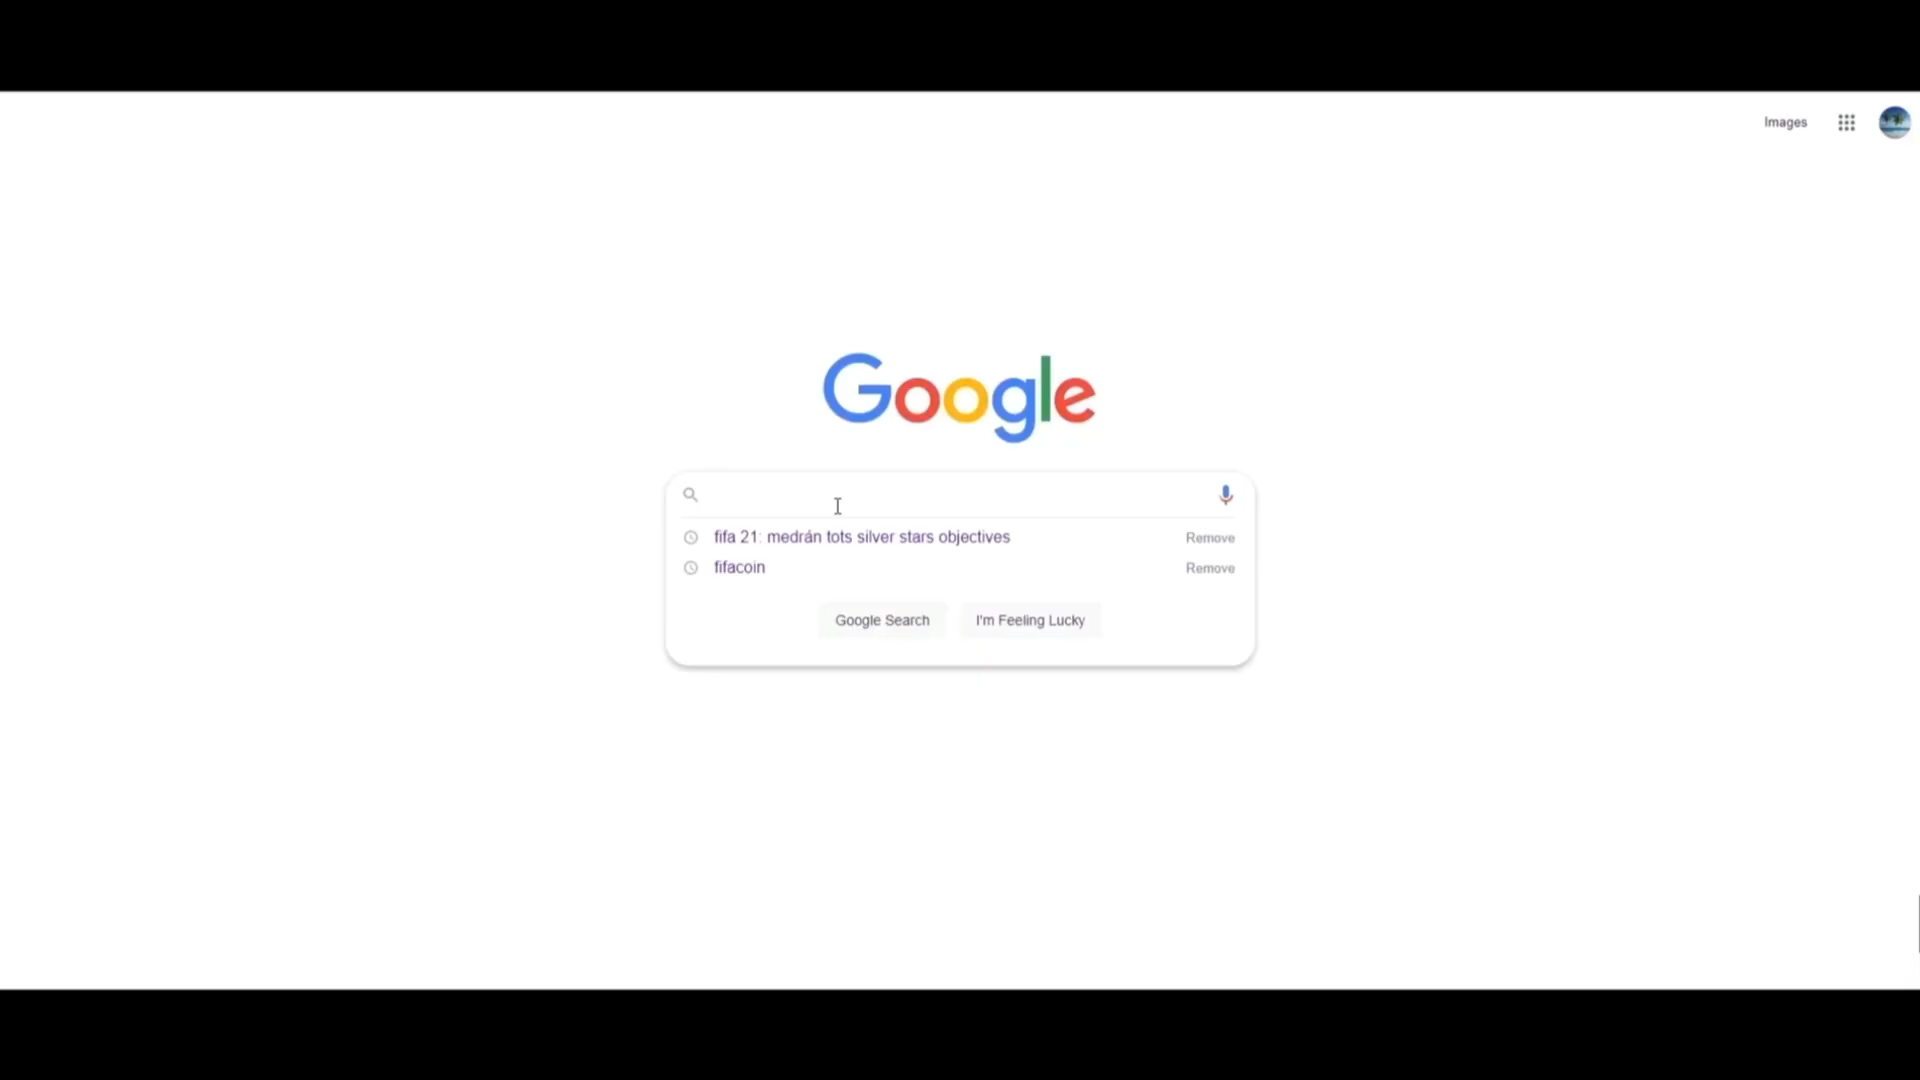 Images
Google
fifa 21: medrán tots silver stars objectives Remove
fifacoin Remove
Google Search I'm Feeling Lucky